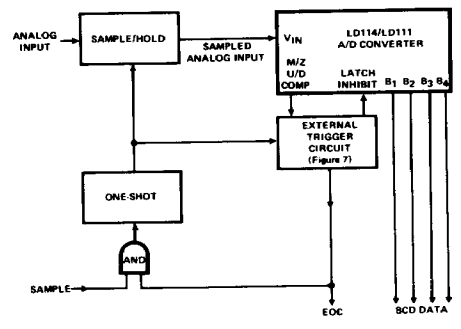 ANALOG
INPUT
SAMPLE/HOLD
SAMPLED
ANALOG INPUT
VIN
LD114/LD111
A/D CONVERTER
M/Z
U/D
COMP
LATCH
INHIBIT
B1 B2 B3 B4
EXTERNAL
TRIGGER
CIRCUIT
(Figure 7)
ONE-SHOT
AND
SAMPLE
EOC
BCD DATA